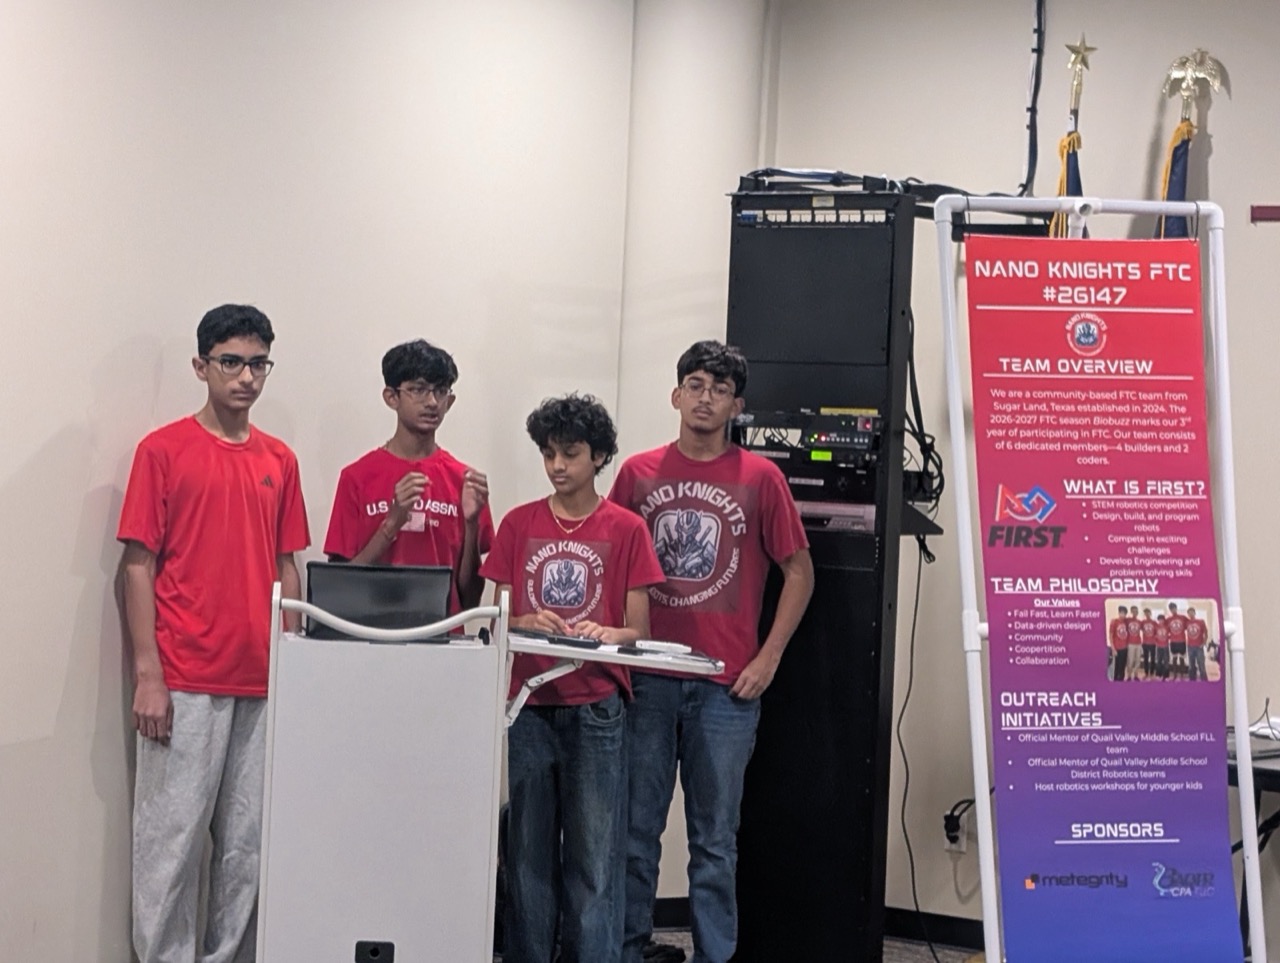 NANO KNIGHTS FTC
#26147
NANO KNIGHTS
TEAM OVERVIEW
We are a community-based FTC team from
Sugar Land, Texas established in 2024. The
2026-2027 FTC season Biobuzz marks our 3rd
year of participating in FTC. Our team consists
of 6 dedicated members—4 builders and 2
coders.
WHAT IS FIRST?
• STEM robotics competition
• Design, build, and program
robots
• Compete in exciting
challenges
• Develop Engineering and
problem solving skils
FIRST
TEAM PHILOSOPHY
Our Values
• Fail Fast, Learn Faster
• Data-driven design
• Community
• Coopertition
• Collaboration
OUTREACH
INITIATIVES
• Official Mentor of Quail Valley Middle School FLL
team
• Official Mentor of Quail Valley Middle School
District Robotics teams
• Host robotics workshops for younger kids
SPONSORS
metegrity
CPA
U.S.
ASSN.
NANO KNIGHTS
NANO KNIGHTS
CHANGING FUTURES